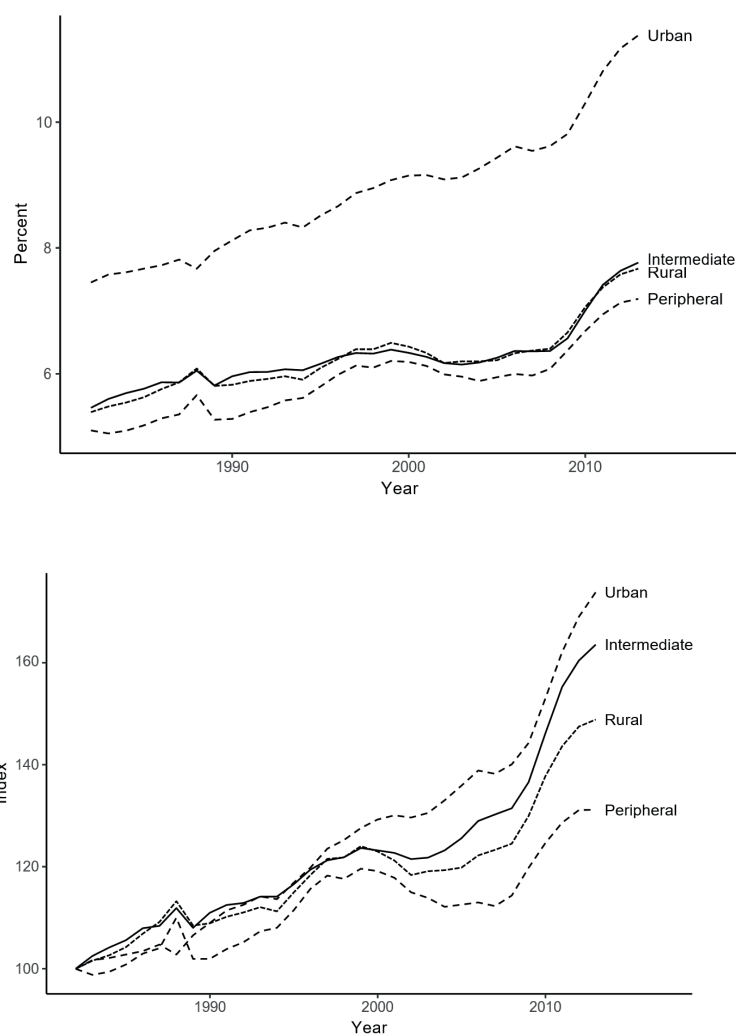 Urban
10
Percent
8
Intermediate
Rural
Peripheral
6
1990
2000
2010
Year
Urban
Intermediate
160
Rural
140
Index
Peripheral
120
100
1990
2000
2010
Year